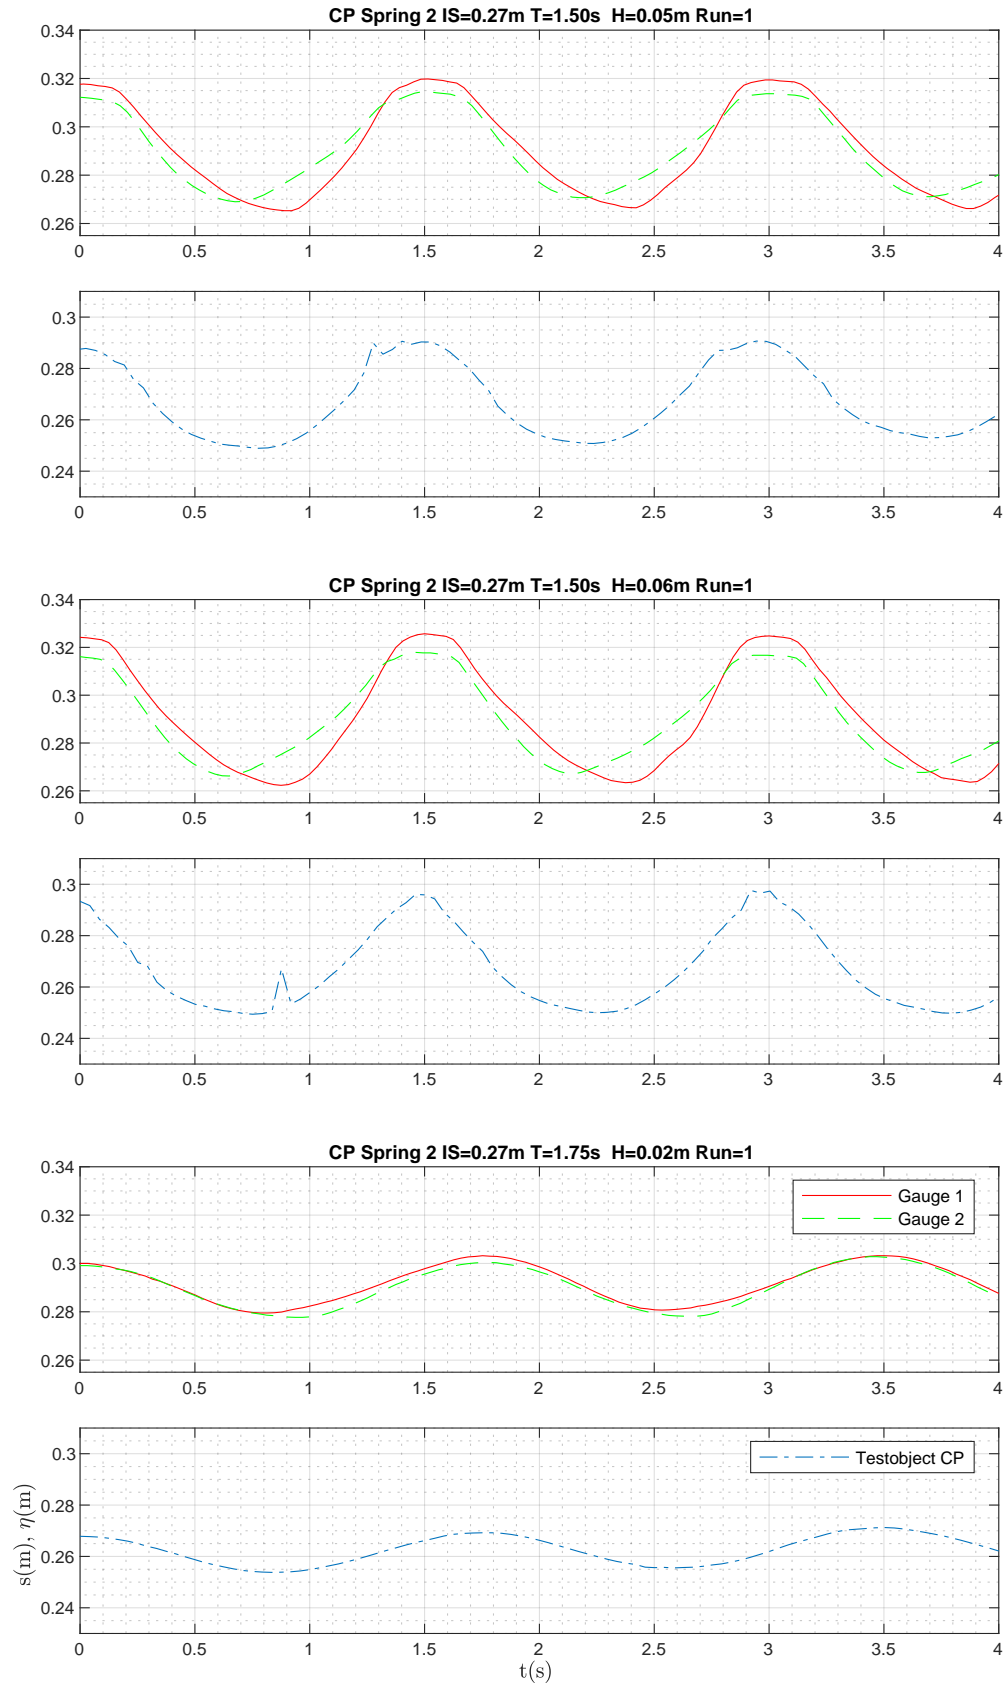 CP Spring 2 IS=0.27m T=1.50s  H=0.05m Run=1
0.34
0.32
0.3
0.28
0.26
0 0.5 1 1.5 2 2.5 3 3.5 4
0.3
0.28
0.26
0.24
0 0.5 1 1.5 2 2.5 3 3.5 4
CP Spring 2 IS=0.27m T=1.50s  H=0.06m Run=1
0.34
0.32
0.3
0.28
0.26
0 0.5 1 1.5 2 2.5 3 3.5 4
0.3
0.28
0.26
0.24
0 0.5 1 1.5 2 2.5 3 3.5 4
CP Spring 2 IS=0.27m T=1.75s  H=0.02m Run=1
0.34
0.32
0.3
0.28
0.26
Gauge 1
Gauge 2
0 0.5 1 1.5 2 2.5 3 3.5 4
0.3
0.28
0.26
0.24
Testobject CP
s(m), η(m)
0 0.5 1 1.5 2 2.5 3 3.5 4
t(s)